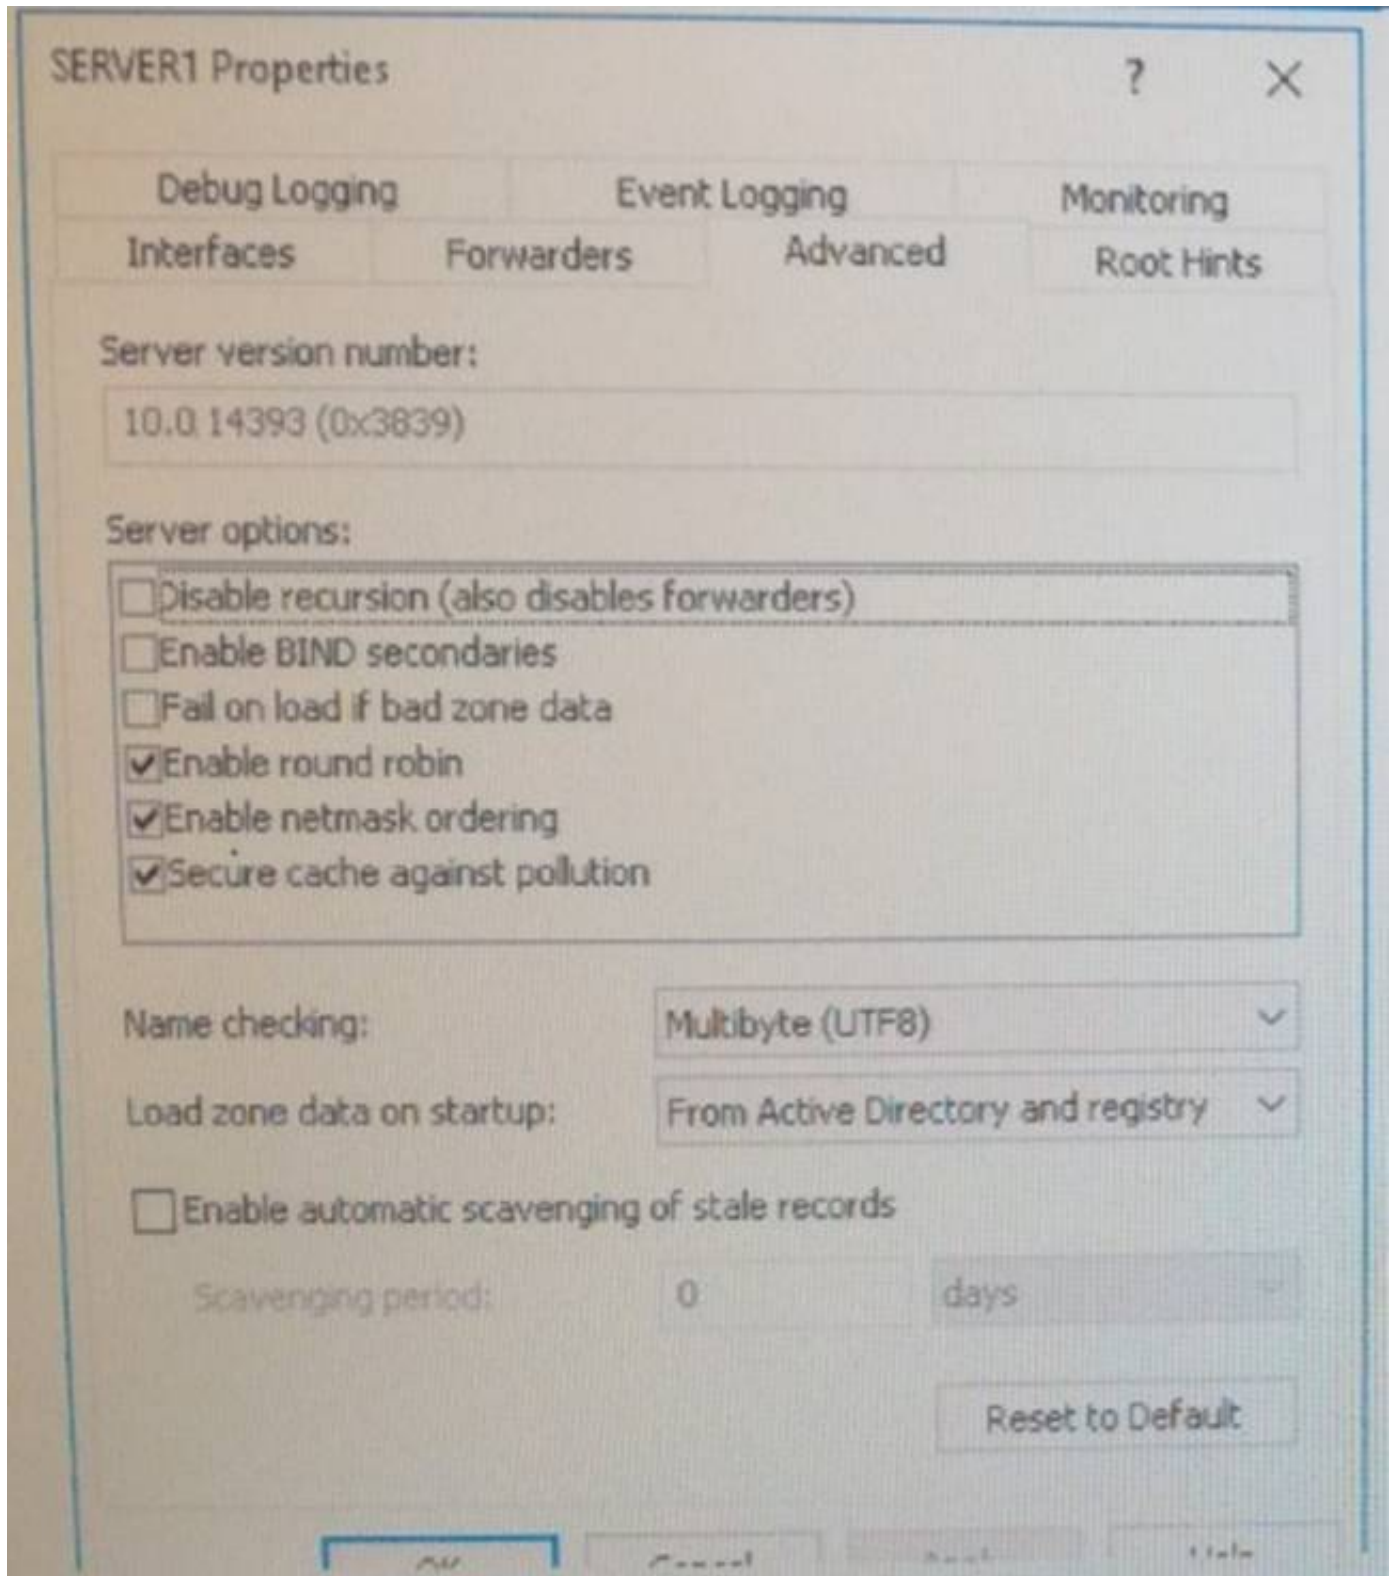 SERVER1 Properties ? X
Debug Logging Event Logging Monitoring
Interfaces Forwarders Advanced Root Hints
Server version number:
10.0.14393 (0x3839)
Server options:
Disable recursion (also disables forwarders)
Enable BIND secondaries
Fail on load if bad zone data
Enable round robin
Enable netmask ordering
Secure cache against pollution
Name checking: Multibyte (UTF8)
Load zone data on startup: From Active Directory and registry
Enable automatic scavenging of stale records
Scavenging period: 0 days
Reset to Default